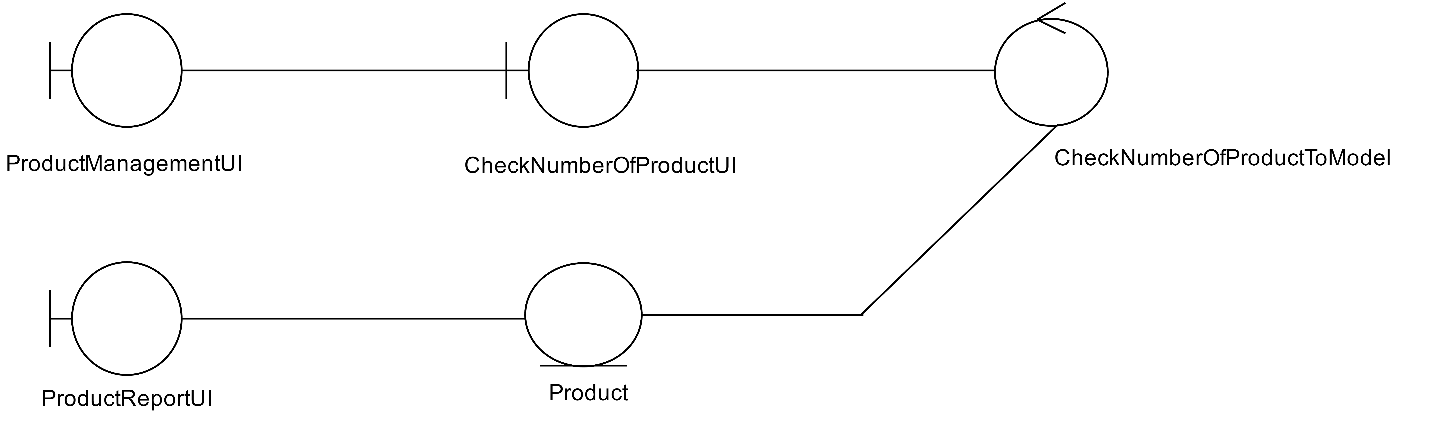 ProductManagementUI
CheckNumberOfProductUI
CheckNumberOfProductToModel
ProductReportUI
Product